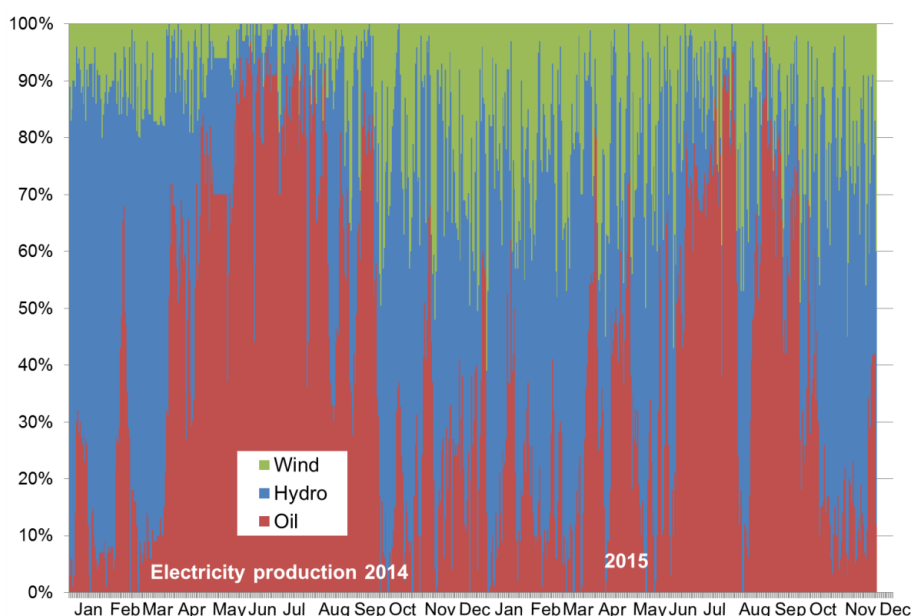 100%
90%
80%
70%
60%
50%
40%
30%
20%
10%
0%
Wind
Hydro
Oil
Electricity production 2014
2015
Jan Feb Mar Apr May Jun Jul Aug Sep Oct Nov Dec Jan Feb Mar Apr May Jun Jul Aug Sep Oct Nov Dec